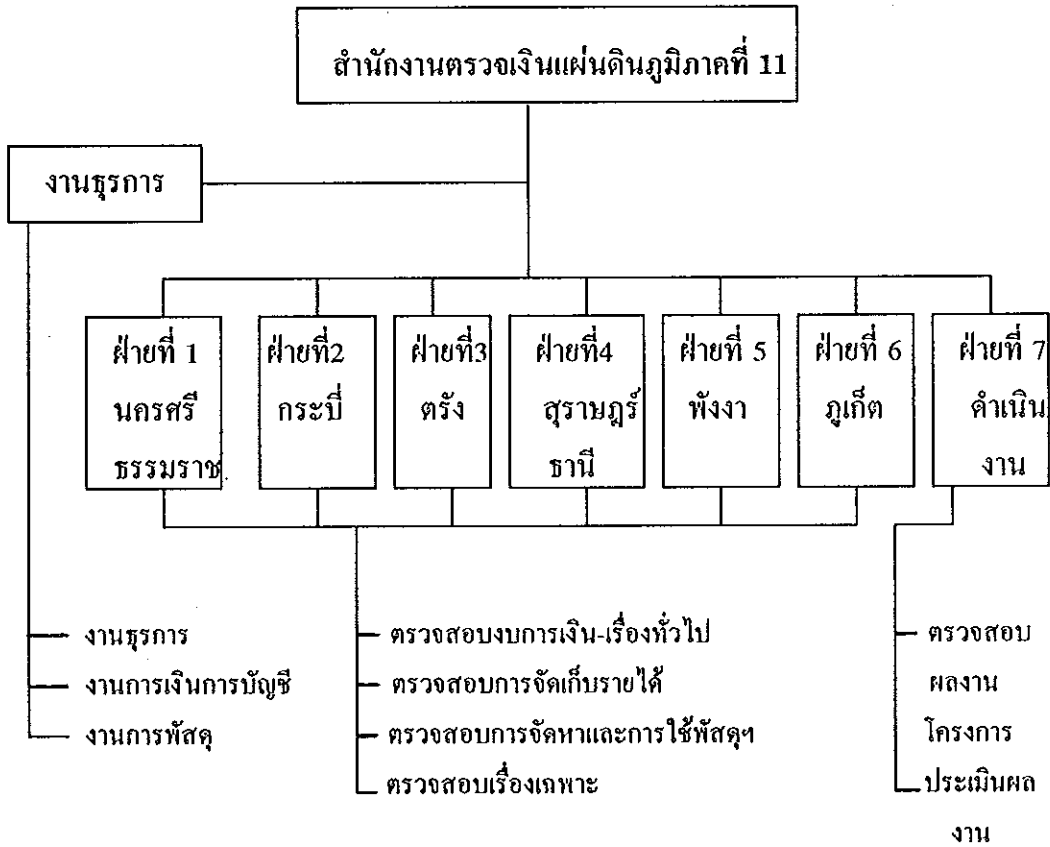 สำนักงานตรวจเงินแผ่นดินภูมิภาคที่ 11
งานธุรการ
ฝ่ายที่ 1
นครศรี
ธรรมราช
ฝ่ายที่2
กระบี่
ฝ่ายที่3
ตรัง
ฝ่ายที่4
สุราษฎร์
ธานี
ฝ่ายที่ 5
พังงา
ฝ่ายที่ 6
ภูเก็ต
ฝ่ายที่ 7
ดำเนิน
งาน
งานธุรการ
งานการเงินการบัญชี
งานการพัสดุ
ตรวจสอบงบการเงิน-เรื่องทั่วไป
ตรวจสอบการจัดเก็บรายได้
ตรวจสอบการจัดหาและการใช้พัสดุฯ
ตรวจสอบเรื่องเฉพาะ
ตรวจสอบ
ผลงาน
โครงการ
ประเมินผล
งาน